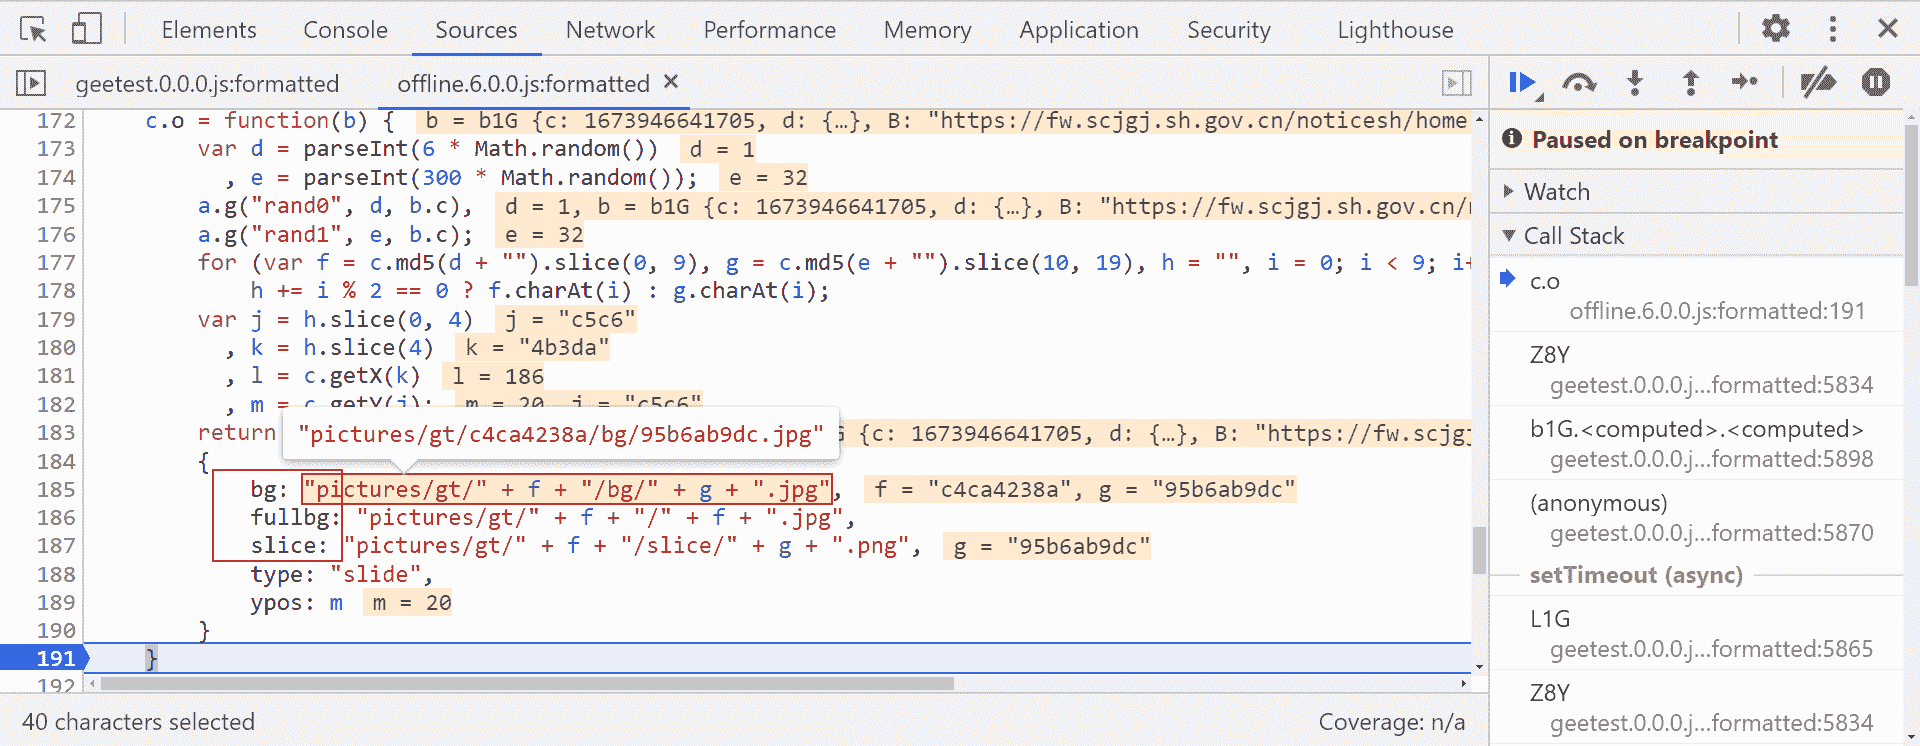 Elements Console Sources Network Performance Memory Application Security Lighthouse
geetest.0.0.0.js:formatted offline.6.0.0.js:formatted
172 c.o = function(b) { b = b1G {c: 1673946641705, d: {…}, B: "https://fw.scjgj.sh.gov.cn/noticesh/home
173 var d = parseInt(6 * Math.random()) d = 1
174 , e = parseInt(300 * Math.random()); e = 32
175 a.g("rand0", d, b.c), d = 1, b = b1G {c: 1673946641705, d: {…}, B: "https://fw.scjgj.sh.gov.cn/
176 a.g("rand1", e, b.c); e = 32
177 for (var f = c.md5(d + "").slice(0, 9), g = c.md5(e + "").slice(10, 19), h = "", i = 0; i < 9; i+
178 h += i % 2 == 0 ? f.charAt(i) : g.charAt(i);
179 var j = h.slice(0, 4) j = "c5c6"
180 , k = h.slice(4) k = "4b3da"
181 , l = c.getX(k) l = 186
182 , m = c.getY(j); m = 20, j = "c5c6"
"pictures/gt/c4ca4238a/bg/95b6ab9dc.jpg"
183 return {c: 1673946641705, d: {…}, B: "https://fw.scjgj
184 {
185 bg: "pictures/gt/" + f + "/bg/" + g + ".jpg", f = "c4ca4238a", g = "95b6ab9dc"
186 fullbg: "pictures/gt/" + f + "/" + f + ".jpg",
187 slice: "pictures/gt/" + f + "/slice/" + g + ".png", g = "95b6ab9dc"
188 type: "slide",
189 ypos: m m = 20
190 }
191 }
192
40 characters selected Coverage: n/a
Paused on breakpoint
Watch
Call Stack
c.o
offline.6.0.0.js:formatted:191
Z8Y
geetest.0.0.0.j...formatted:5834
b1G.<computed>.<computed>
geetest.0.0.0.j...formatted:5898
(anonymous)
geetest.0.0.0.j...formatted:5870
setTimeout (async)
L1G
geetest.0.0.0.j...formatted:5865
Z8Y
geetest.0.0.0.j...formatted:5834